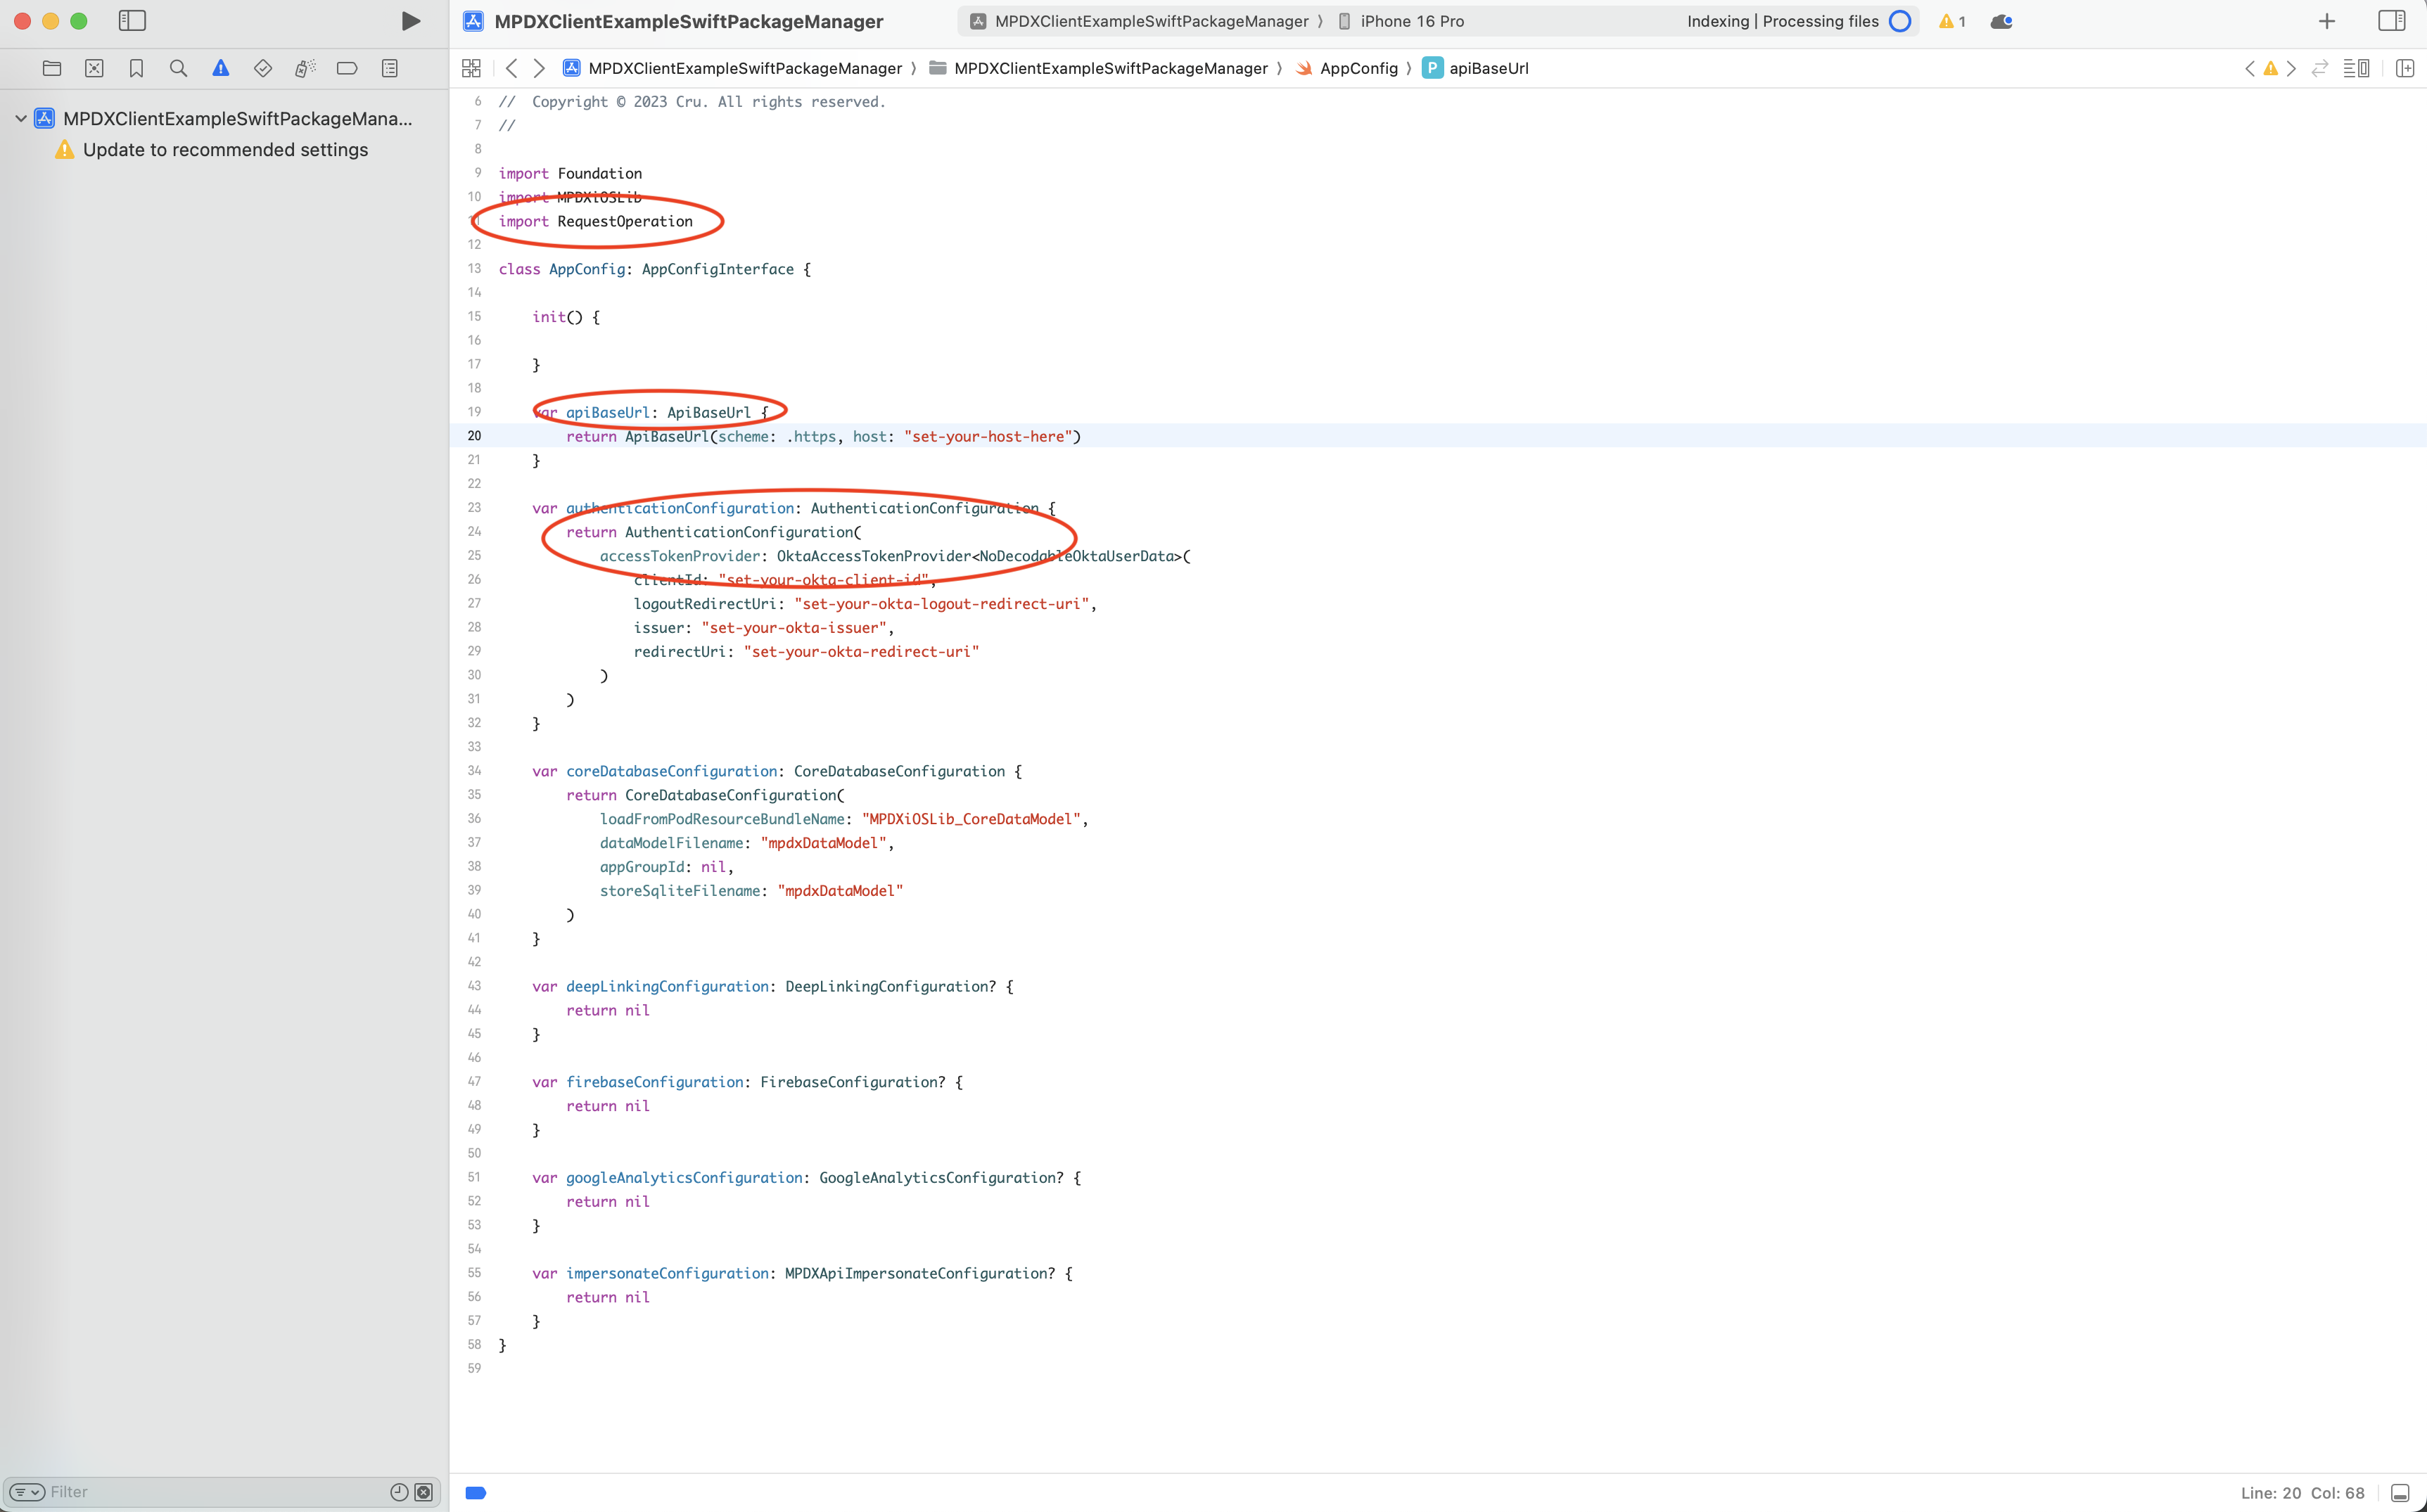 MPDXClientExampleSwiftPackageManager
MPDXClientExampleSwiftPackageManager 〉 iPhone 16 Pro
Indexing | Processing files
1
MPDXClientExampleSwiftPackageManager 〉 MPDXClientExampleSwiftPackageManager 〉 AppConfig 〉 P apiBaseUrl
MPDXClientExampleSwiftPackageMana...
Update to recommended settings
6 //  Copyright © 2023 Cru. All rights reserved.
7 //
8
9 import Foundation
10 import MPDXiOSLib
11 import RequestOperation
12
13 class AppConfig: AppConfigInterface {
14
15     init() {
16
17     }
18
19     var apiBaseUrl: ApiBaseUrl {
20         return ApiBaseUrl(scheme: .https, host: "set-your-host-here")
21     }
22
23     var authenticationConfiguration: AuthenticationConfiguration {
24         return AuthenticationConfiguration(
25             accessTokenProvider: OktaAccessTokenProvider<NoDecodableOktaUserData>(
26                 clientId: "set-your-okta-client-id",
27                 logoutRedirectUri: "set-your-okta-logout-redirect-uri",
28                 issuer: "set-your-okta-issuer",
29                 redirectUri: "set-your-okta-redirect-uri"
30             )
31         )
32     }
33
34     var coreDatabaseConfiguration: CoreDatabaseConfiguration {
35         return CoreDatabaseConfiguration(
36             loadFromPodResourceBundleName: "MPDXiOSLib_CoreDataModel",
37             dataModelFilename: "mpdxDataModel",
38             appGroupId: nil,
39             storeSqliteFilename: "mpdxDataModel"
40         )
41     }
42
43     var deepLinkingConfiguration: DeepLinkingConfiguration? {
44         return nil
45     }
46
47     var firebaseConfiguration: FirebaseConfiguration? {
48         return nil
49     }
50
51     var googleAnalyticsConfiguration: GoogleAnalyticsConfiguration? {
52         return nil
53     }
54
55     var impersonateConfiguration: MPDXApiImpersonateConfiguration? {
56         return nil
57     }
58 }
59
Filter
Line: 20  Col: 68